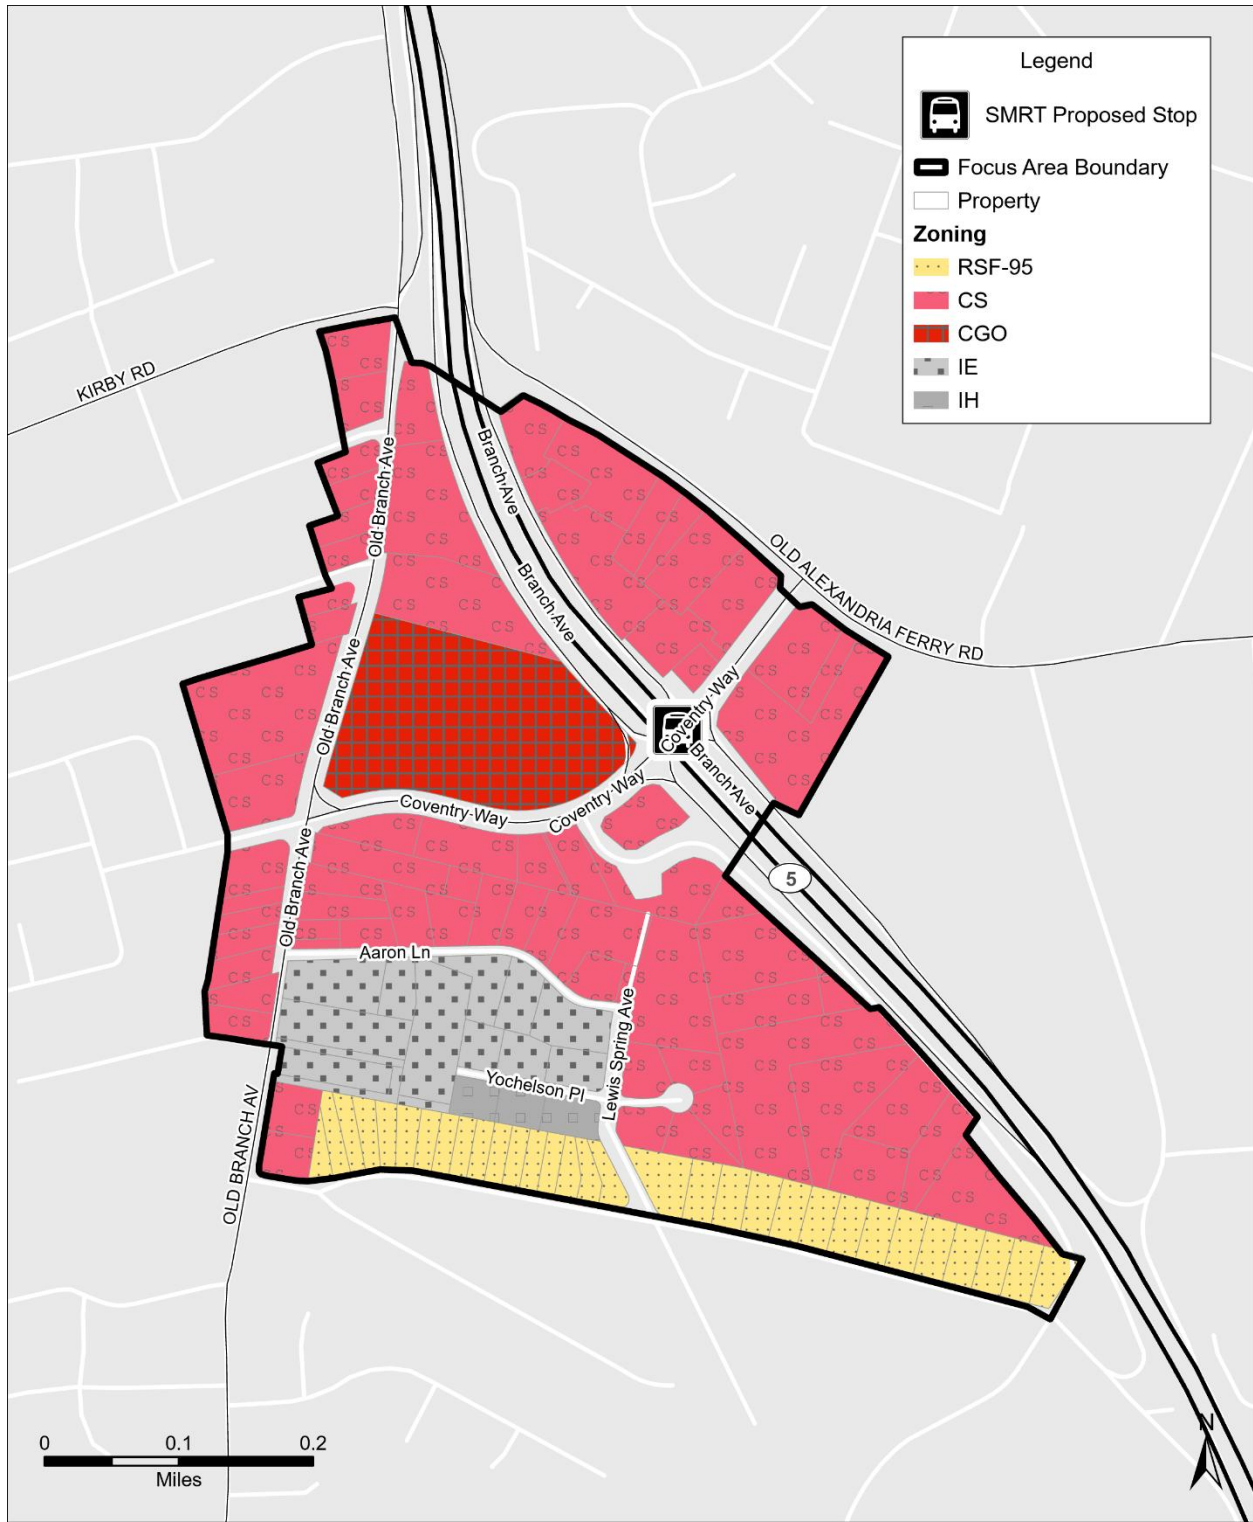 Legend
SMRT Proposed Stop
Focus Area Boundary
Property
Zoning
RSF-95
CS
CGO
IE
IH
KIRBY RD
Old Branch Ave
Branch Ave
Branch Ave
OLD ALEXANDRIA FERRY RD
Old Branch Ave
Coventry Way
Branch Ave
Coventry Way
Coventry Way
5
Old Branch Ave
Aaron Ln
Lewis Spring Ave
Yochelson Pl
OLD BRANCH AV
0 0.1 0.2
Miles
N